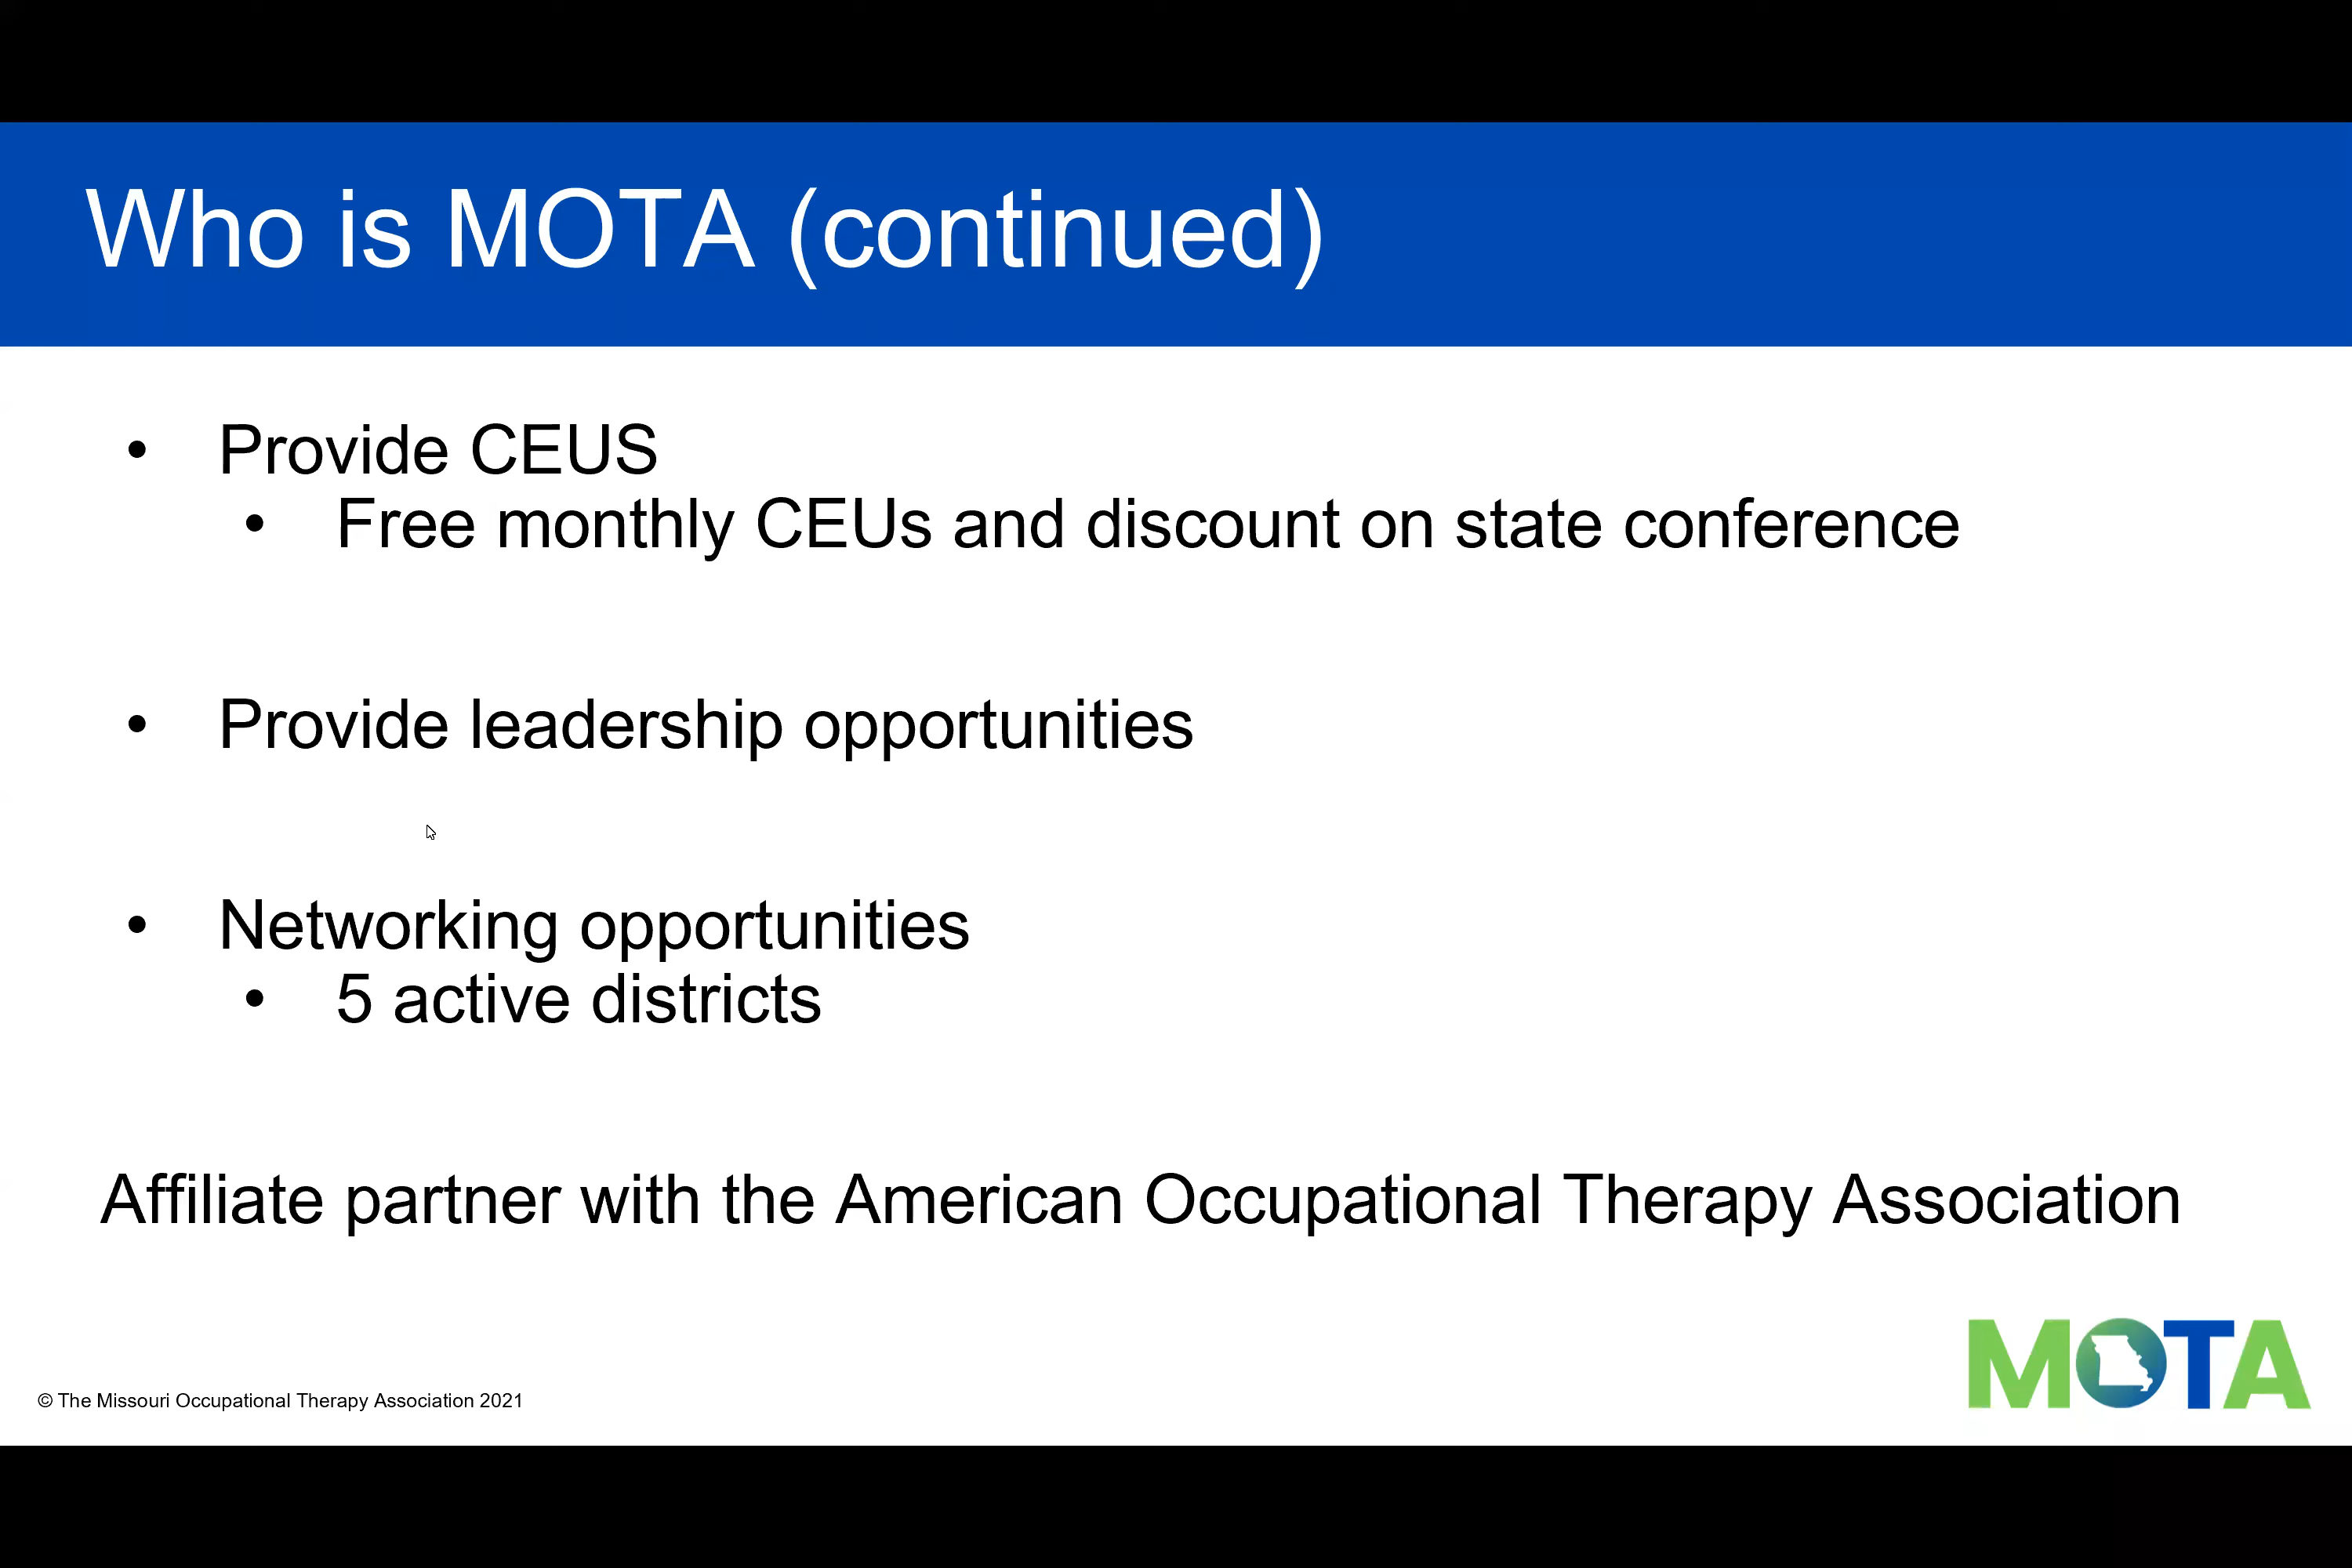 Who is MOTA (continued)
• Provide CEUS
• Free monthly CEUs and discount on state conference
• Provide leadership opportunities
• Networking opportunities
• 5 active districts
Affiliate partner with the American Occupational Therapy Association
MOTA
© The Missouri Occupational Therapy Association 2021